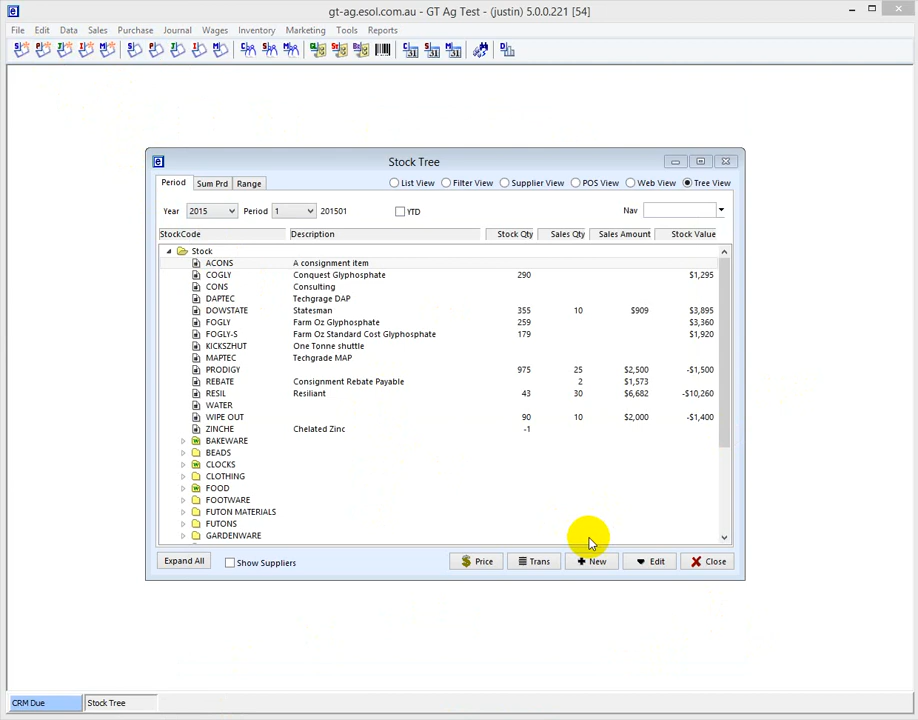 gt-ag.esol.com.au - GT Ag Test - (justin) 5.0.0.221 [54]
File Edit Data Sales Purchase Journal Wages Inventory Marketing Tools Reports
Stock Tree
Period Sum Prd Range List View Filter View Supplier View POS View Web View Tree View
Year 2015 Period 1 201501 YTD Nav
StockCode Description Stock Qty Sales Qty Sales Amount Stock Value
Stock
ACONS A consignment item
COGLY Conquest Glyphosphate 290 $1,295
CONS Consulting
DAPTEC Techgrade DAP
DOWSTATE Statesman 355 10 $909 $3,895
FOGLY Farm Oz Glyphosphate 259 $3,360
FOGLY-S Farm Oz Standard Cost Glyphosphate 179 $1,920
KICKSZHUT One Tonne shuttle
MAPTEC Techgrade MAP
PRODIGY 975 25 $2,500 -$1,500
REBATE Consignment Rebate Payable 2 $1,573
RESIL Resiliant 43 30 $6,682 -$10,260
WATER
WIPE OUT 90 10 $2,000 -$1,400
ZINCHE Chelated Zinc -1
BAKEWARE
BEADS
CLOCKS
CLOTHING
FOOD
FOOTWARE
FUTON MATERIALS
FUTONS
GARDENWARE
Expand All Show Suppliers Price Trans New Edit Close
CRM Due Stock Tree